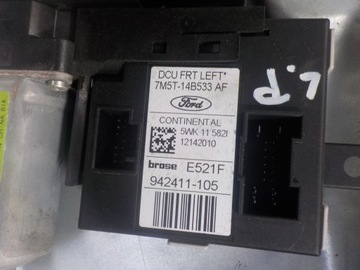 DCU FRT LEFT*
7M5T-14B533 AF
Ford
CONTINENTAL
5WK 11 582I
12142010
brose E521F
942411-105
L.P